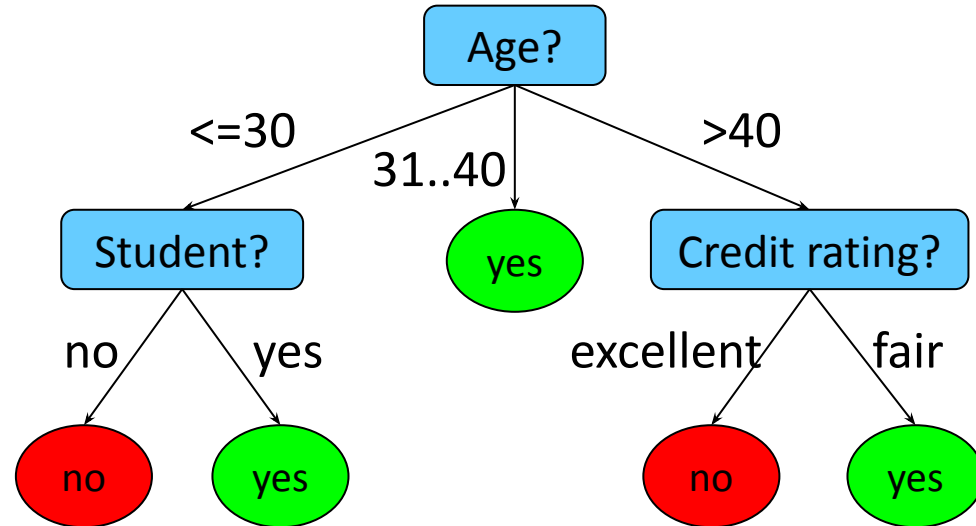 Age?
<=30
31..40
>40
Student?
yes
Credit rating?
no
yes
excellent
fair
no
yes
no
yes